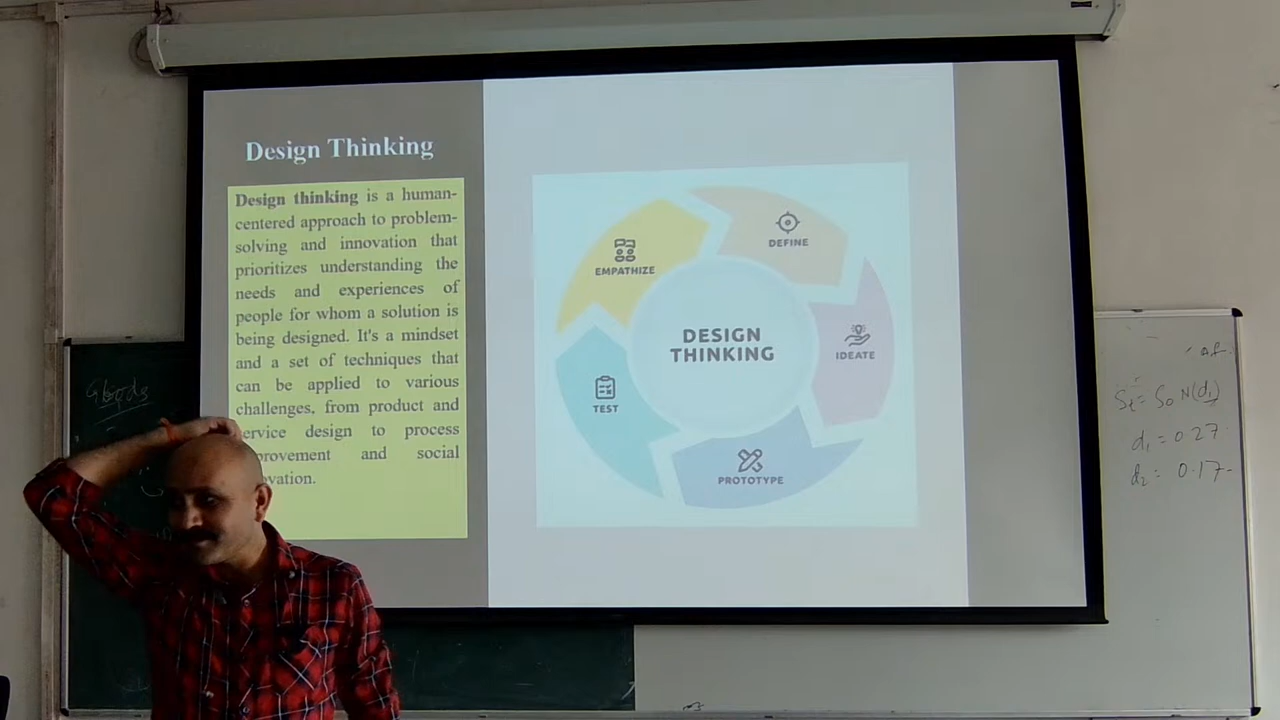 Design Thinking
Design thinking is a human-
centered approach to problem-
solving and innovation that
prioritizes understanding the
needs and experiences of
people for whom a solution is
being designed. It's a mindset
and a set of techniques that
can be applied to various
challenges, from product and
service design to process
and social
EMPATHIZE
DEFINE
IDEATE
PROTOTYPE
TEST
DESIGN
THINKING
d₁ = 0.27
d₂ = 0.17